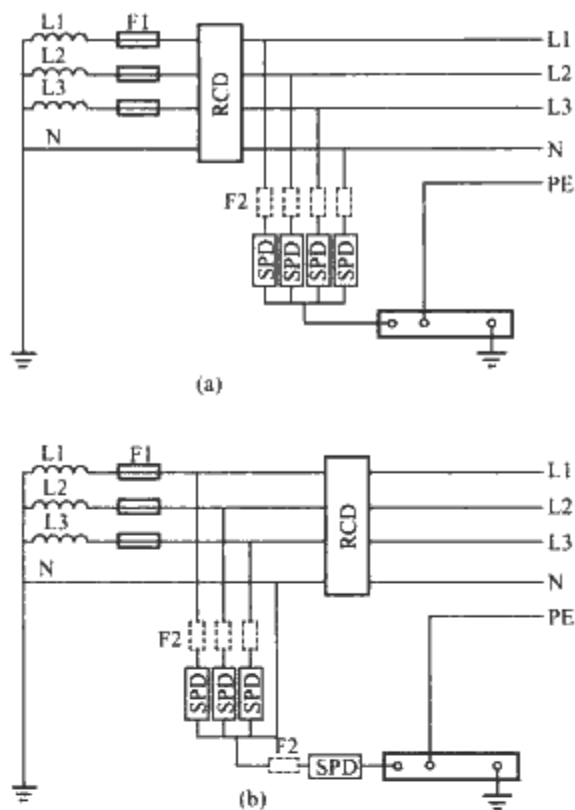 L1 F1 L1
L2 L2
L3 RCD L3
N N
PE
F2
SPD SPD SPD SPD
(a)
L1 F1 L1
L2 L2
L3 RCD L3
N N
PE
F2
SPD SPD SPD
F2
SPD
(b)